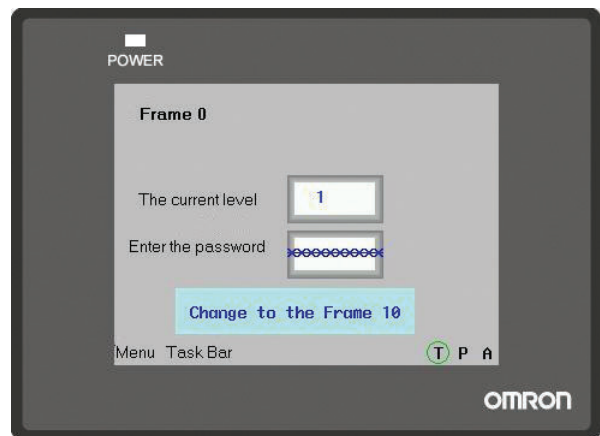 POWER
Frame 0
The current level 1
Enter the password xxxxxxxxxx
Change to the Frame 10
Menu Task Bar T P A
OMRON